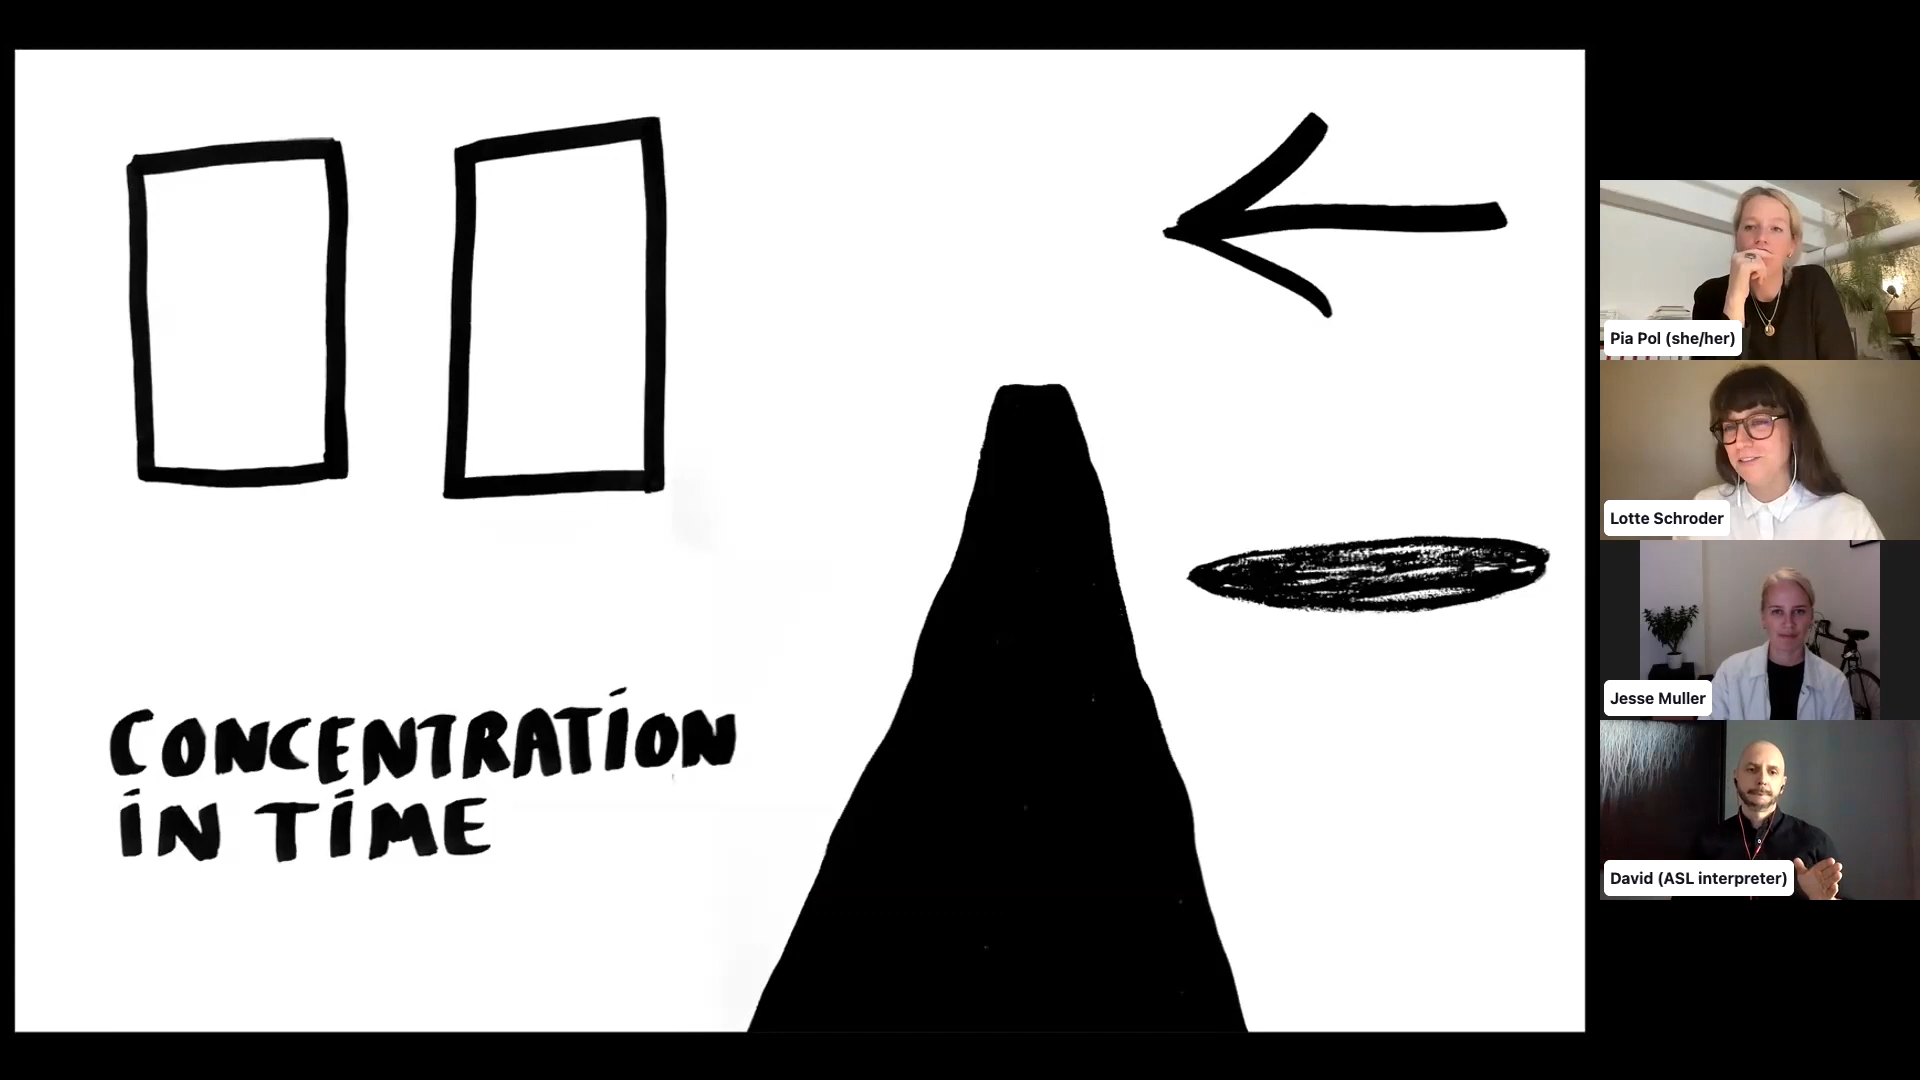 CONCENTRATION
IN TIME
Pia Pol (she/her)
Lotte Schroder
Jesse Muller
David (ASL interpreter)